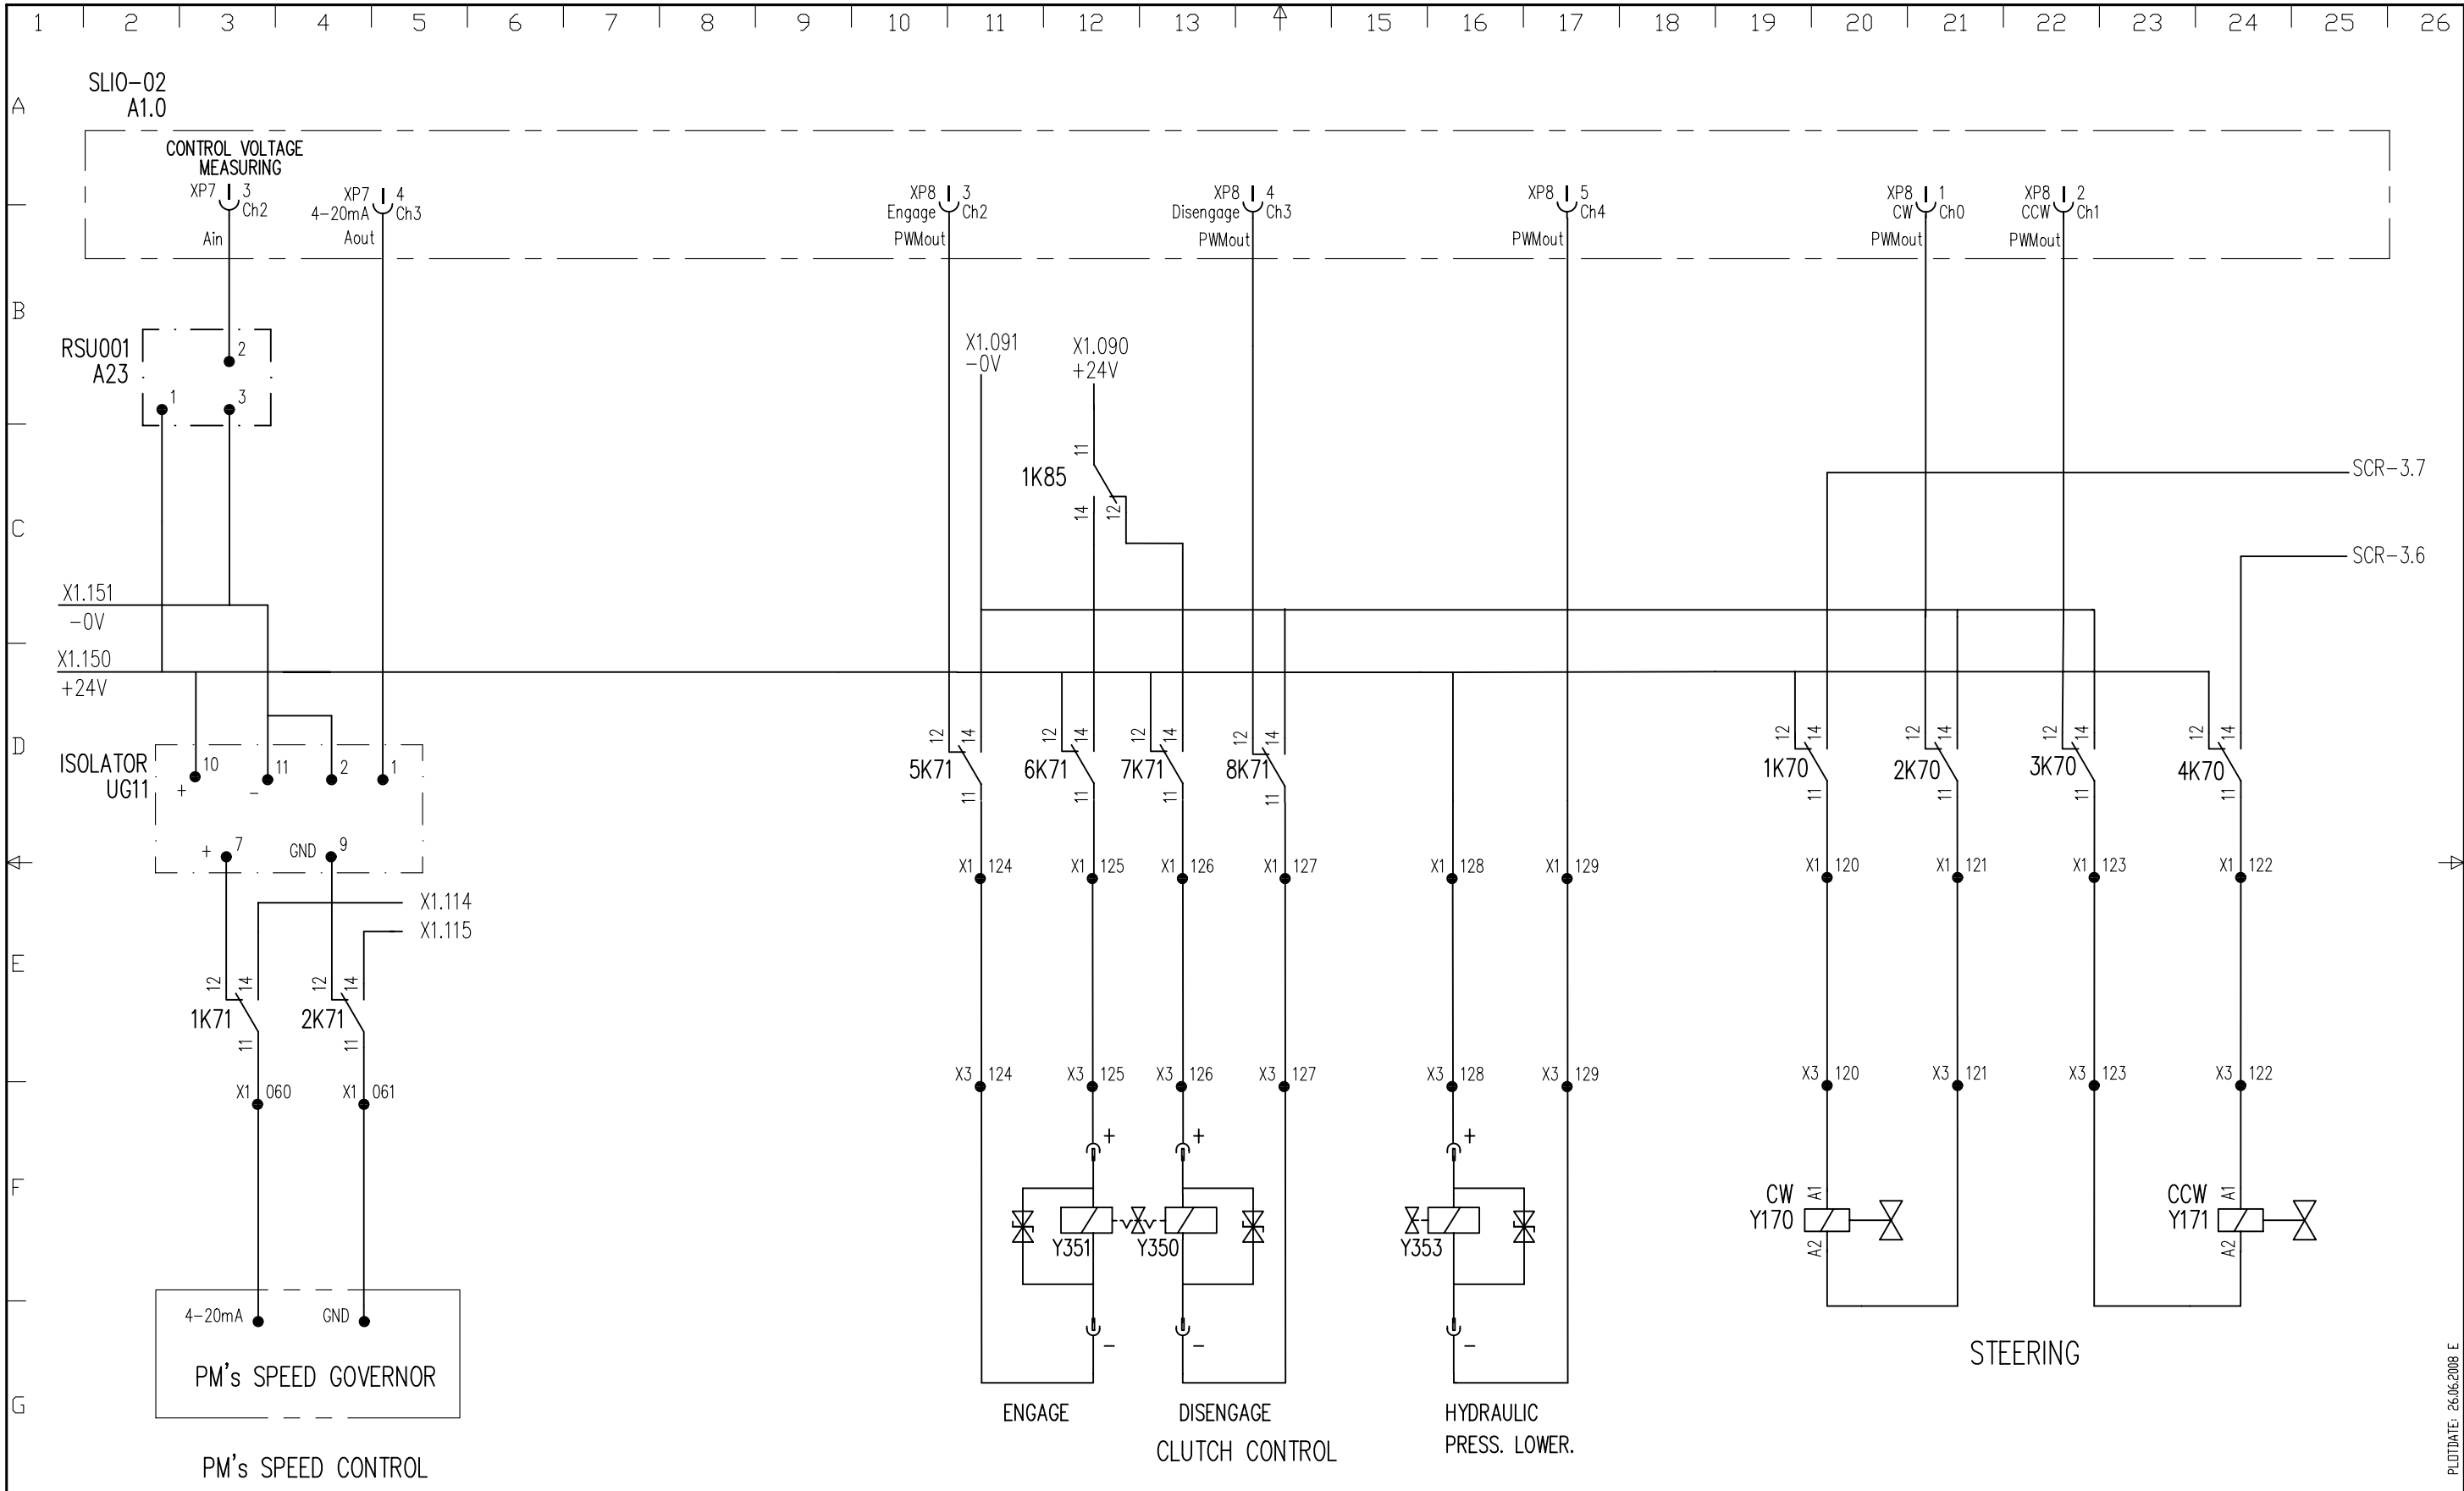 1 2 3 4 5 6 7 8 9 10 11 12 13 15 16 17 18 19 20 21 22 23 24 25 26
SLIO-02
A1.0
A
CONTROL VOLTAGE
MEASURING
XP7 3
Ch2
Ain
XP7 4
4-20mA Ch3
Aout
XP8 3
Engage Ch2
PWMout
XP8 4
Disengage Ch3
PWMout
XP8 5
Ch4
PWMout
XP8 1
CW Ch0
PWMout
XP8 2
CCW Ch1
PWMout
B
RSU001
A23
2
1 3
X1.091
-0V
X1.090
+24V
11
1K85
14 12
SCR-3.7
C
SCR-3.6
X1.151
-0V
X1.150
+24V
D
ISOLATOR
UG11
10 11 2 1
+ -
+ 7 GND 9
12 14
5K71
11
12 14
6K71
11
12 14
7K71
11
12 14
8K71
11
12 14
1K70
11
12 14
2K70
11
12 14
3K70
11
12 14
4K70
11
X1 124 X1 125 X1 126 X1 127 X1 128 X1 129 X1 120 X1 121 X1 123 X1 122
X1.114
X1.115
E
12 14
1K71
11
12 14
2K71
11
X1 060 X1 061
X3 124 X3 125 X3 126 X3 127 X3 128 X3 129 X3 120 X3 121 X3 123 X3 122
+ + +
F
Y351 Y350 Y353
CW A1
Y170
A2
CCW A1
Y171
A2
- - -
4-20mA GND
PM's SPEED GOVERNOR
STEERING
G
ENGAGE DISENGAGE HYDRAULIC
PRESS. LOWER.
CLUTCH CONTROL
PM's SPEED CONTROL
PLOTDATE: 26.06.2008 E